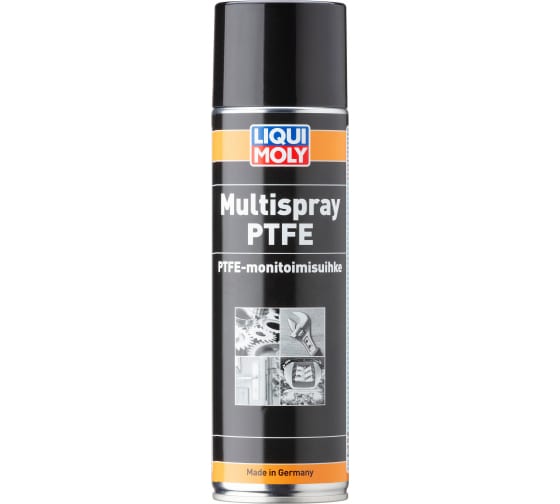 LIQUI
MOLY
Multispray
PTFE
PTFE-monitoimisuihke
Made in Germany